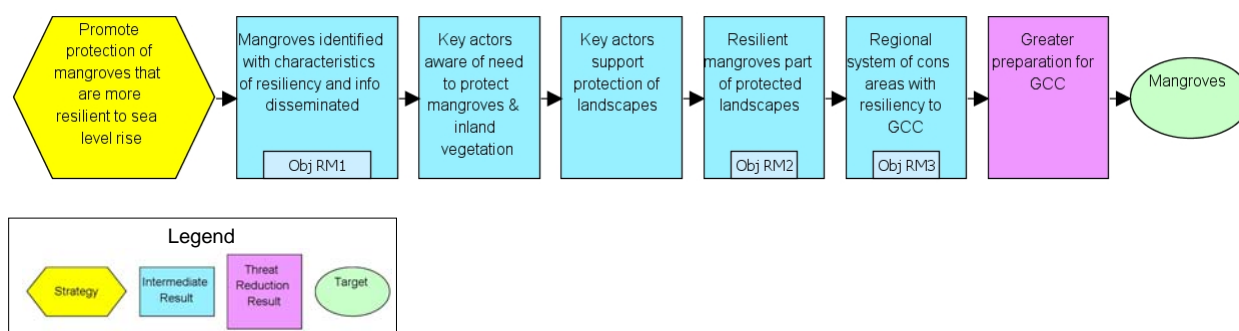 Promote
protection of
mangroves that
are more
resilient to sea
level rise
Mangroves identified
with characteristics
of resiliency and info
disseminated
Obj RM1
Key actors
aware of need
to protect
mangroves &
inland
vegetation
Key actors
support
protection of
landscapes
Resilient
mangroves part
of protected
landscapes
Obj RM2
Regional
system of cons
areas with
resiliency to
GCC
Obj RM3
Greater
preparation for
GCC
Mangroves
Legend
Strategy
Intermediate
Result
Threat
Reduction
Result
Target